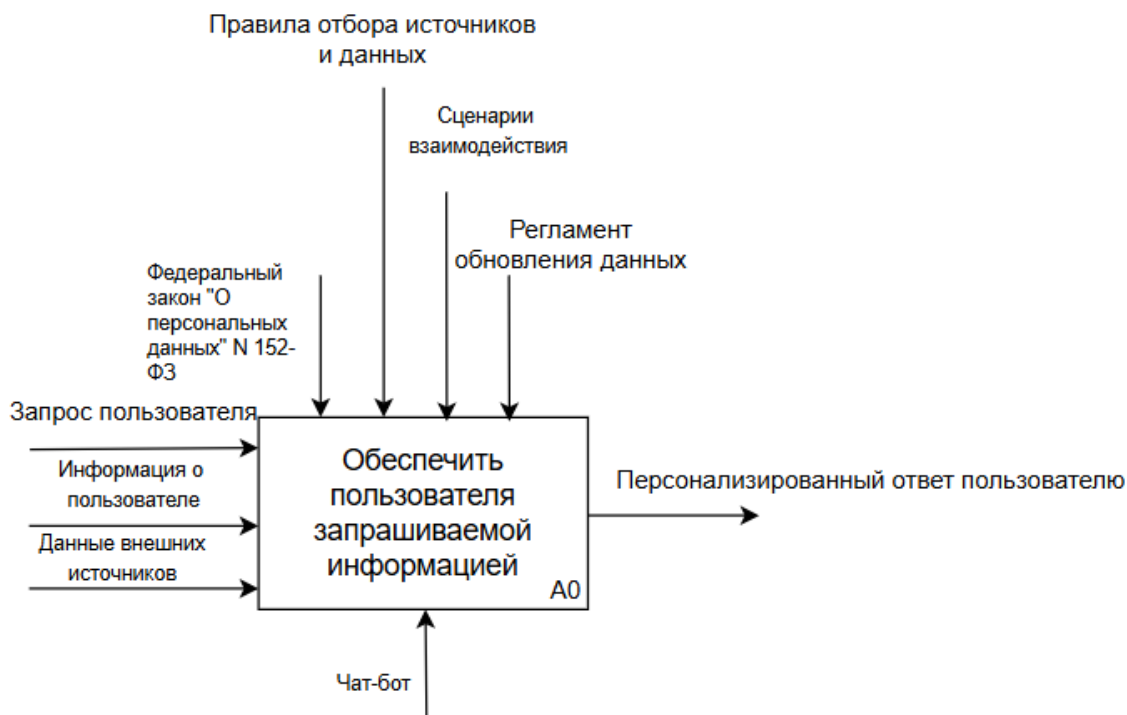 Правила отбора источников
и данных
Сценарии
взаимодействия
Регламент
обновления данных
Федеральный
закон "О
персональных
данных" N 152-
ФЗ
Запрос пользователя
Информация о
пользователе
Данные внешних
источников
Обеспечить
пользователя
запрашиваемой
информацией
A0
Персонализированный ответ пользователю
Чат-бот